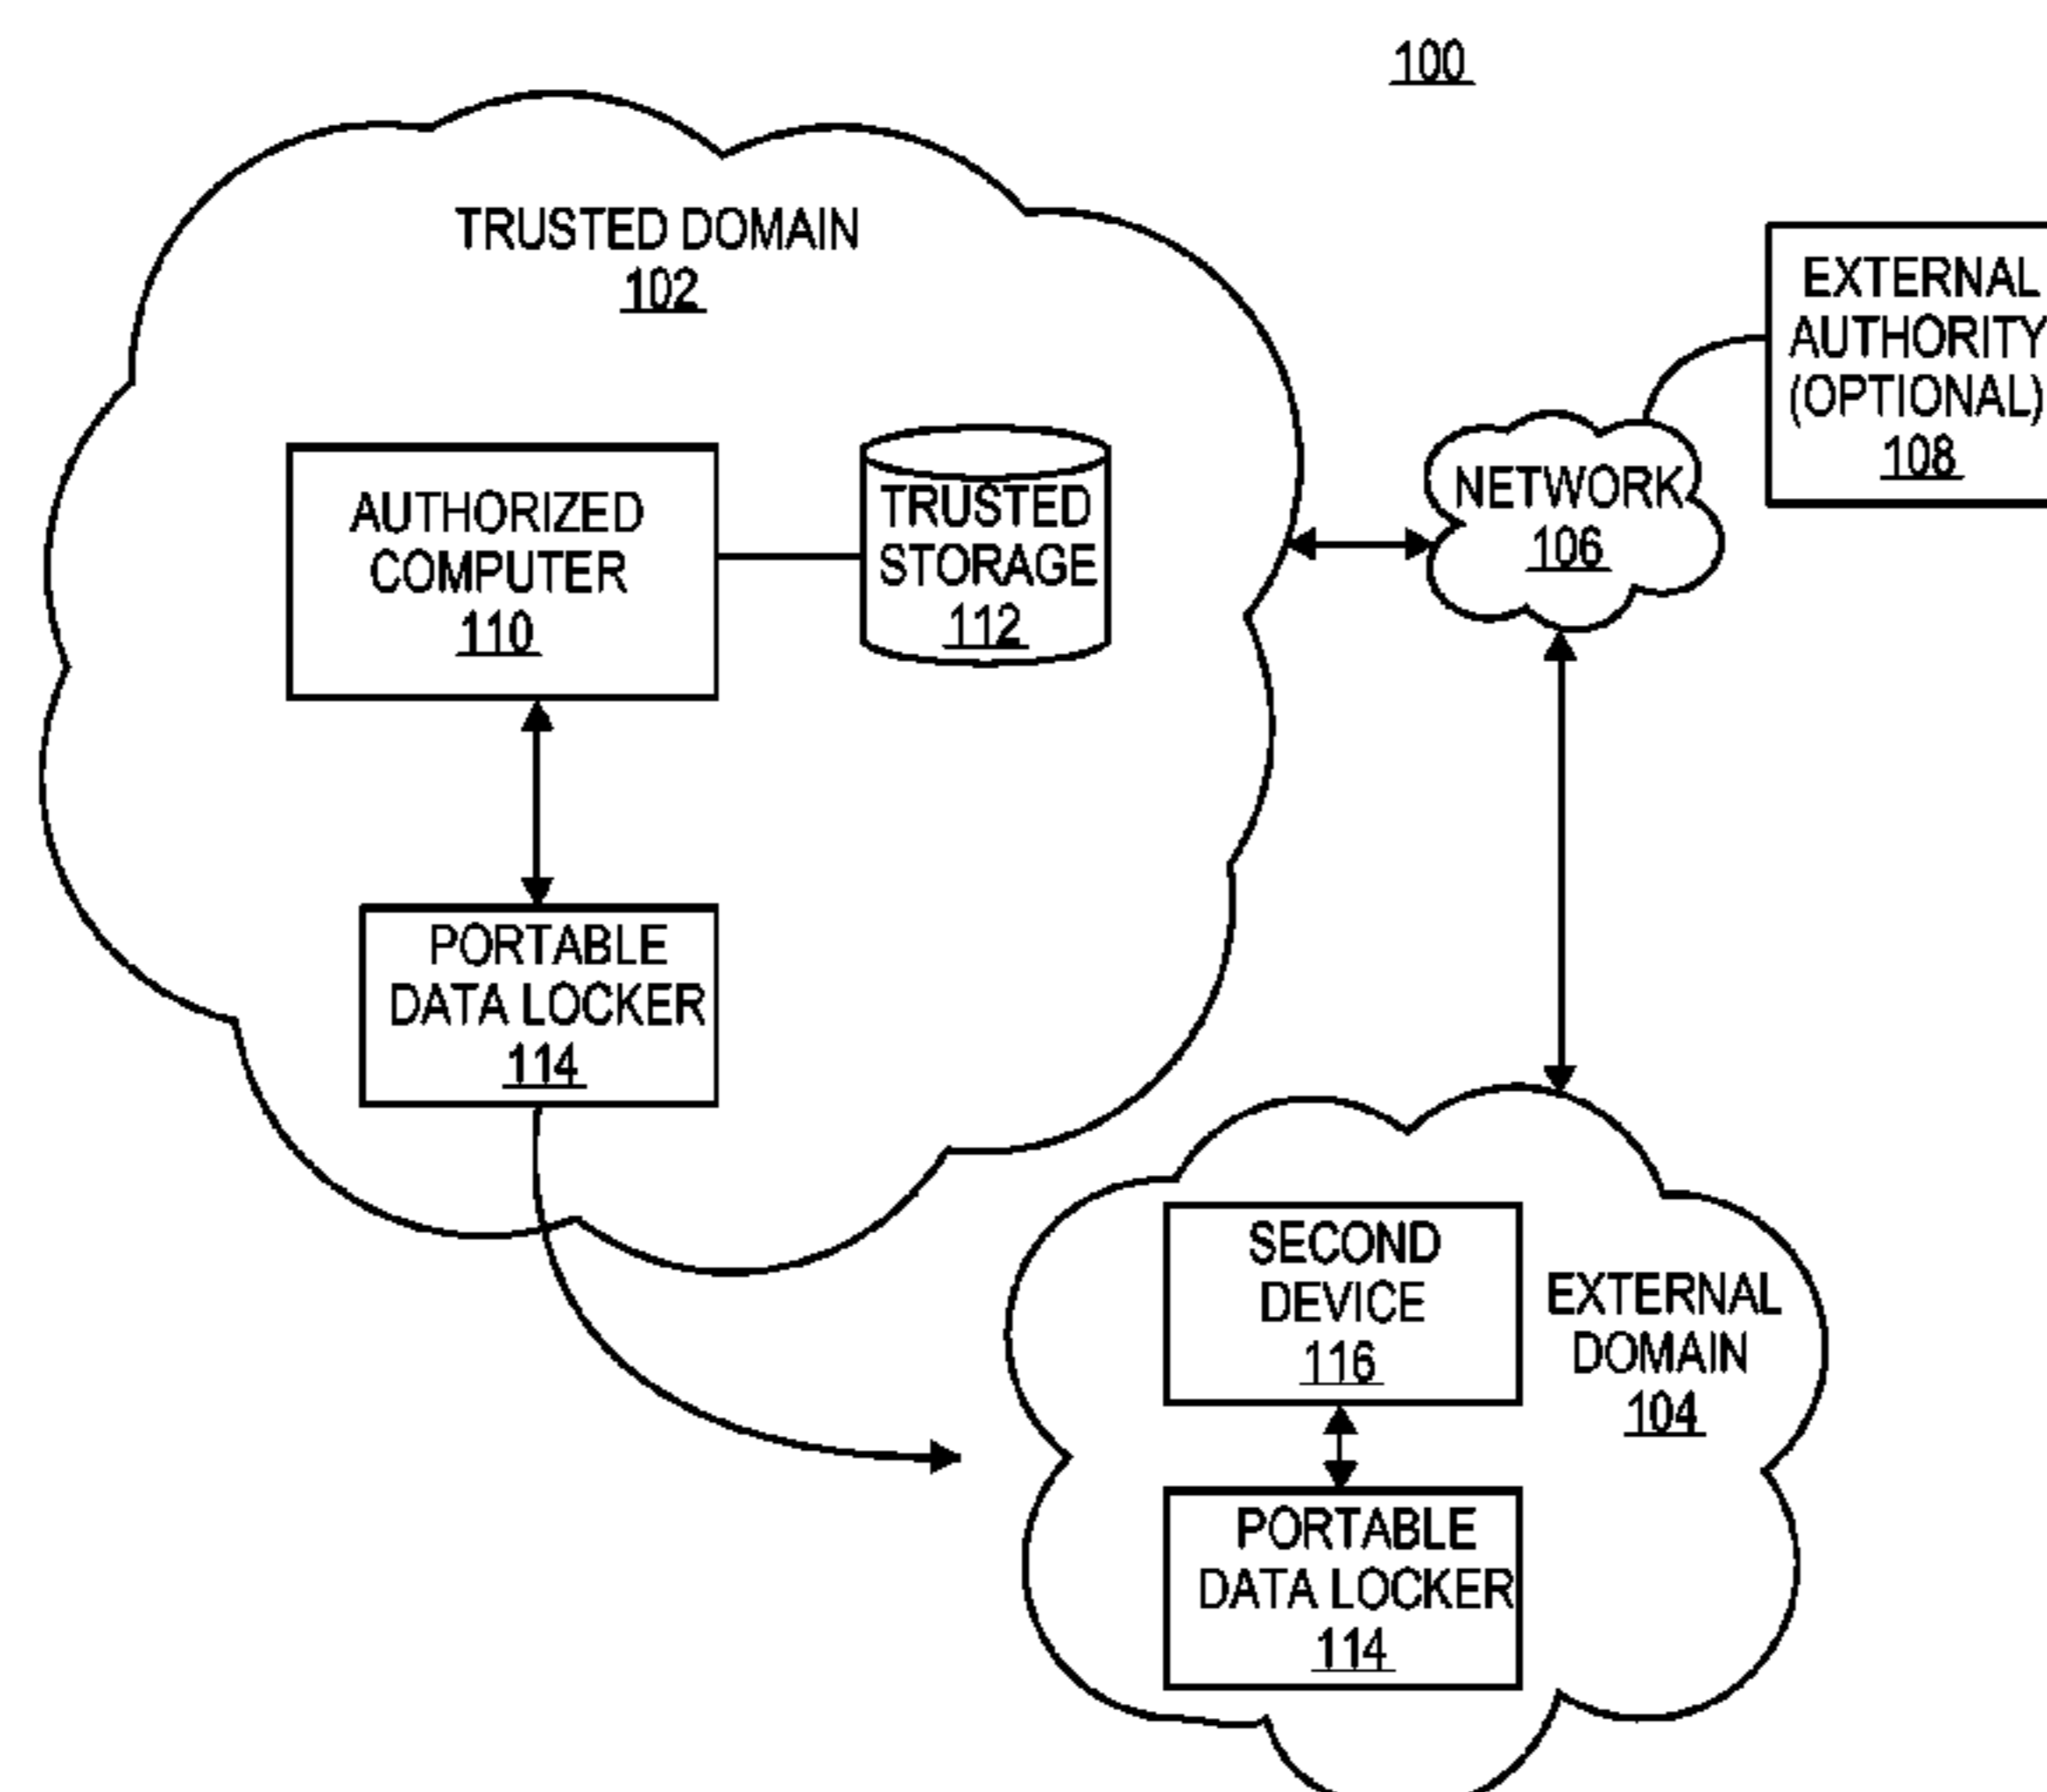 100
TRUSTED DOMAIN
102
EXTERNAL
AUTHORITY
(OPTIONAL)
108
NETWORK
106
AUTHORIZED
COMPUTER
110
TRUSTED
STORAGE
112
PORTABLE
DATA LOCKER
114
SECOND
DEVICE
116
EXTERNAL
DOMAIN
104
PORTABLE
DATA LOCKER
114